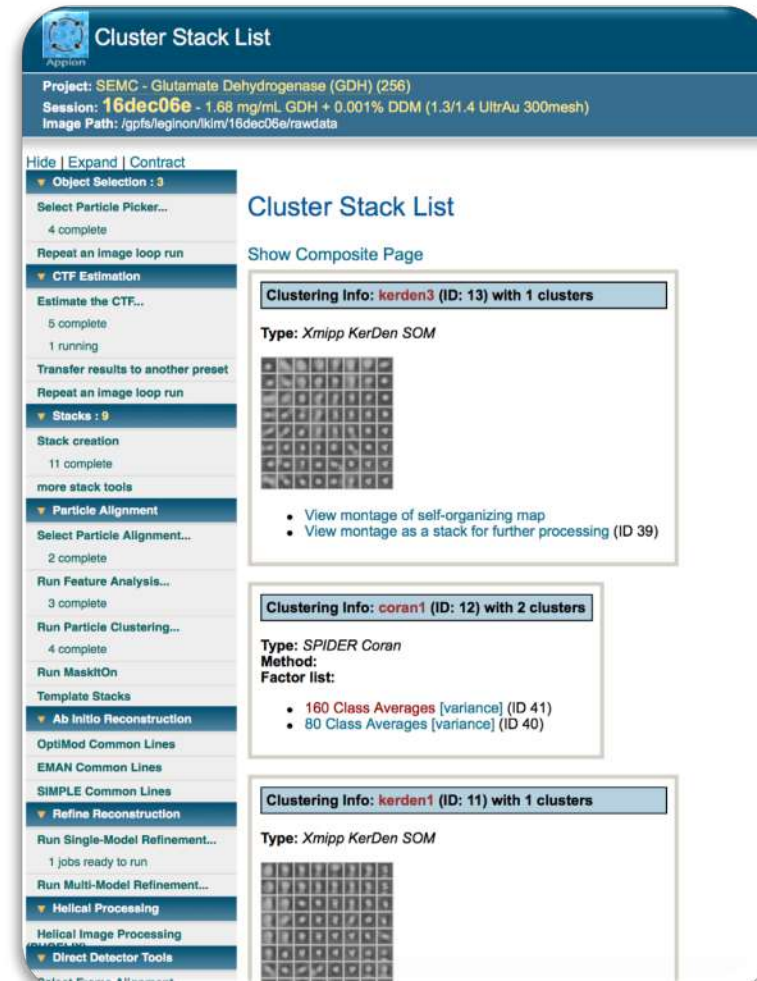 Cluster Stack List
Appion
Project: SEMC - Glutamate Dehydrogenase (GDH) (256)
Session: 16dec06e - 1.68 mg/mL GDH + 0.001% DDM (1.3/1.4 UltrAu 300mesh)
Image Path: /gpfs/leginon/lkim/16dec06e/rawdata
Hide | Expand | Contract
Object Selection : 3
Select Particle Picker...
4 complete
Repeat an image loop run
CTF Estimation
Estimate the CTF...
5 complete
1 running
Transfer results to another preset
Repeat an image loop run
Stacks : 9
Stack creation
11 complete
more stack tools
Particle Alignment
Select Particle Alignment...
2 complete
Run Feature Analysis...
3 complete
Run Particle Clustering...
4 complete
Run MaskItOn
Template Stacks
Ab Initio Reconstruction
OptiMod Common Lines
EMAN Common Lines
SIMPLE Common Lines
Refine Reconstruction
Run Single-Model Refinement...
1 jobs ready to run
Run Multi-Model Refinement...
Helical Processing
Helical Image Processing
Direct Detector Tools
Cluster Stack List
Show Composite Page
Clustering Info: kerden3 (ID: 13) with 1 clusters
Type: Xmipp KerDen SOM
• View montage of self-organizing map
• View montage as a stack for further processing (ID 39)
Clustering Info: coran1 (ID: 12) with 2 clusters
Type: SPIDER Coran
Method:
Factor list:
• 160 Class Averages [variance] (ID 41)
• 80 Class Averages [variance] (ID 40)
Clustering Info: kerden1 (ID: 11) with 1 clusters
Type: Xmipp KerDen SOM